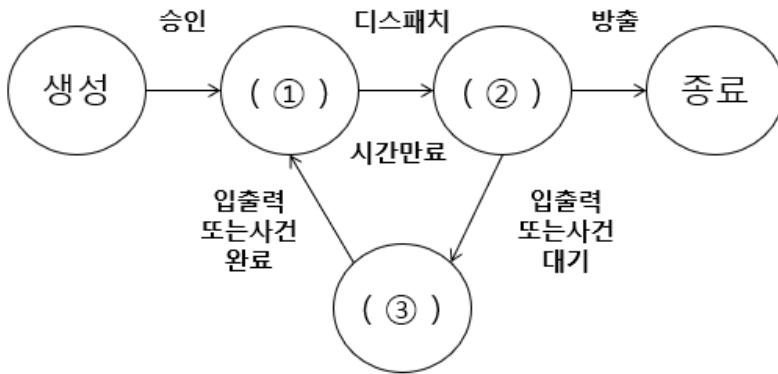 승인
디스패치
방출
생성
( ① )
( ② )
종료
시간만료
입출력
또는사건
완료
입출력
또는사건
대기
( ③ )